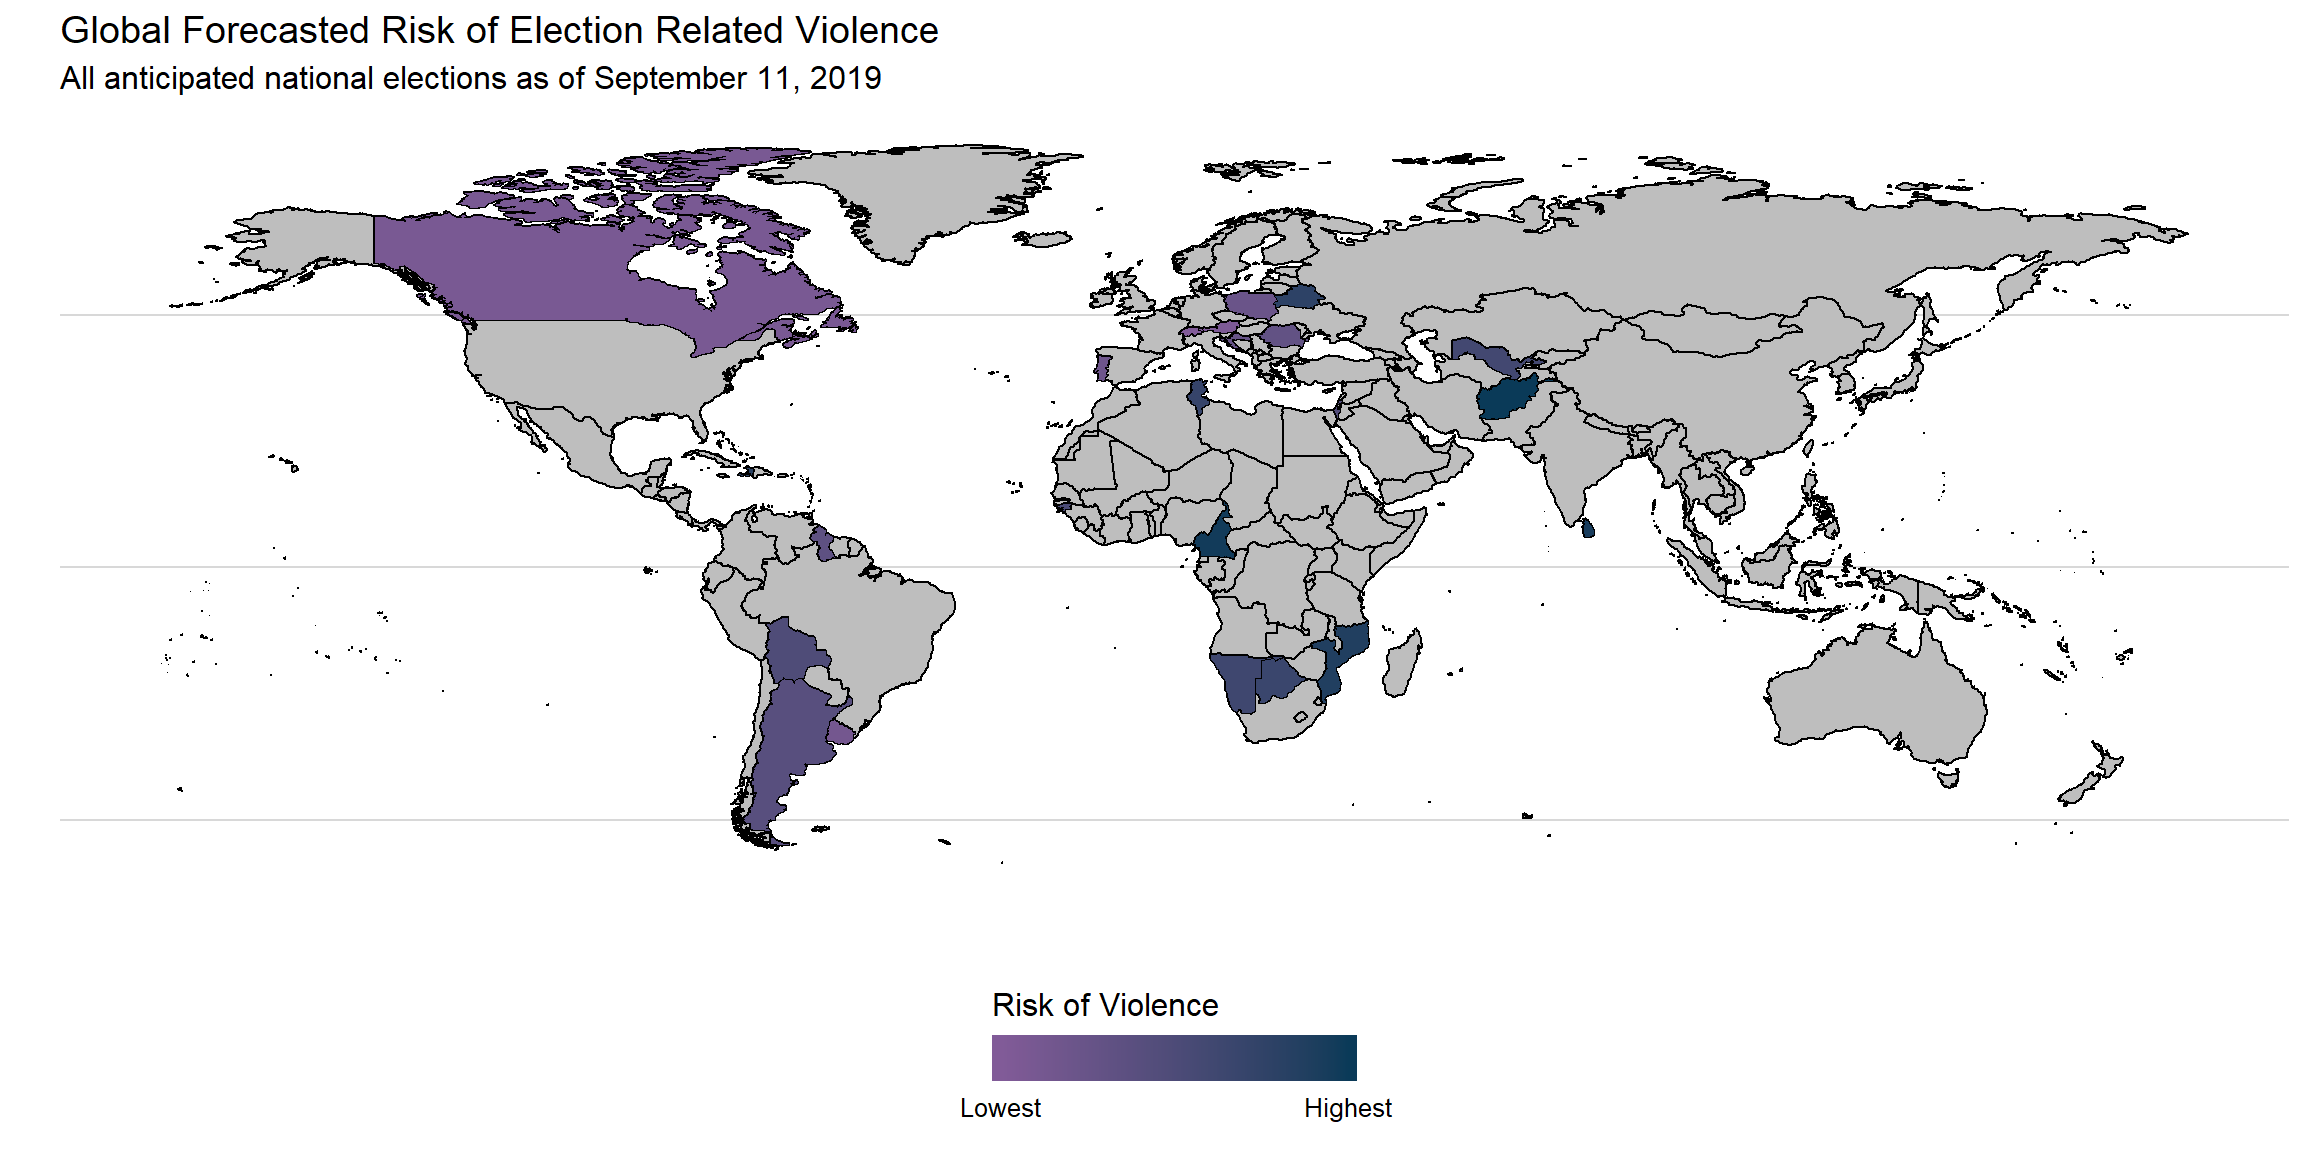 Global Forecasted Risk of Election Related Violence
All anticipated national elections as of September 11, 2019
Risk of Violence
Lowest
Highest